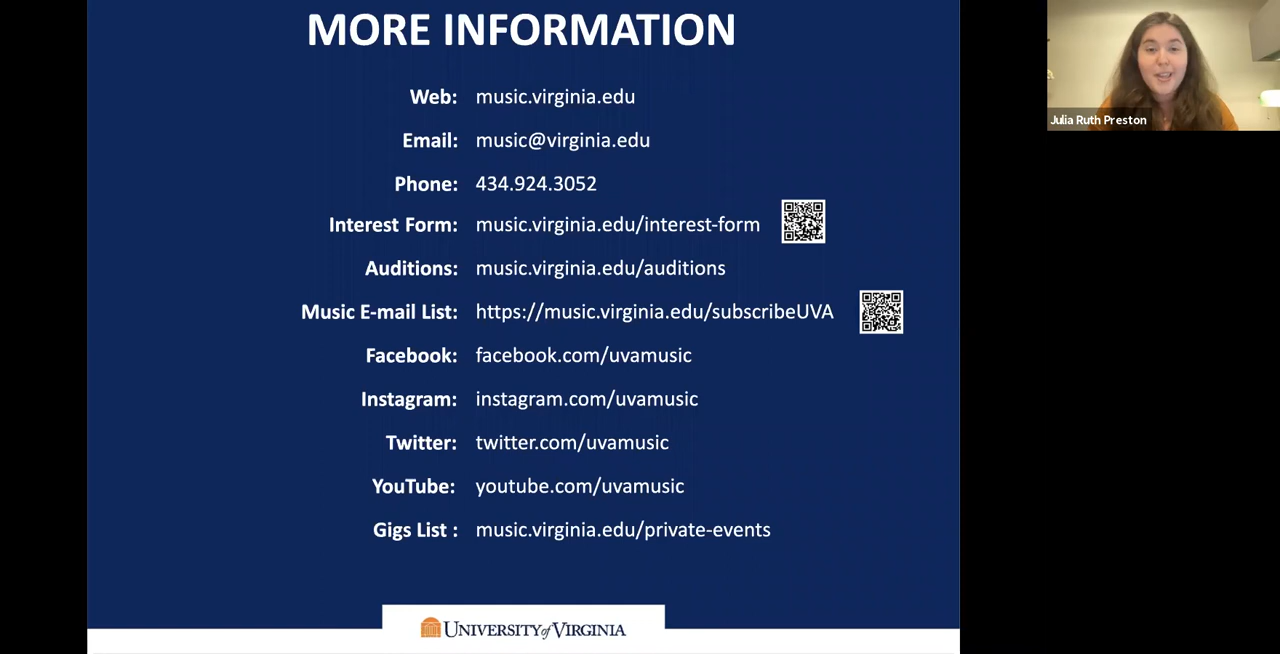 MORE INFORMATION
Web: music.virginia.edu
Email: music@virginia.edu
Phone: 434.924.3052
Interest Form: music.virginia.edu/interest-form
Auditions: music.virginia.edu/auditions
Music E-mail List: https://music.virginia.edu/subscribeUVA
Facebook: facebook.com/uvamusic
Instagram: instagram.com/uvamusic
Twitter: twitter.com/uvamusic
YouTube: youtube.com/uvamusic
Gigs List : music.virginia.edu/private-events
UNIVERSITY of VIRGINIA
Julia Ruth Preston